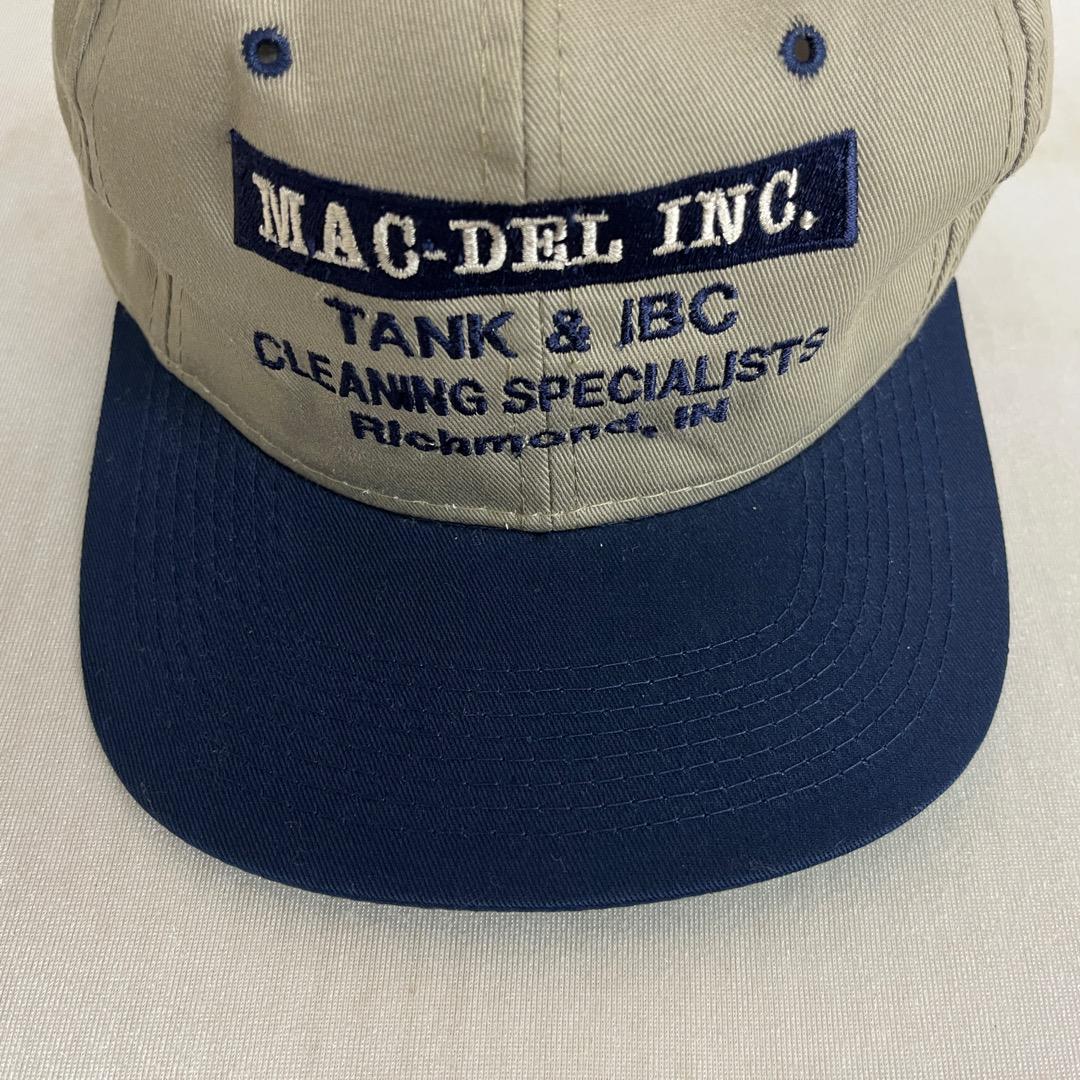 MAC-DEL INC.
TANK & IBC
CLEANING SPECIALISTS
Richmond, IN